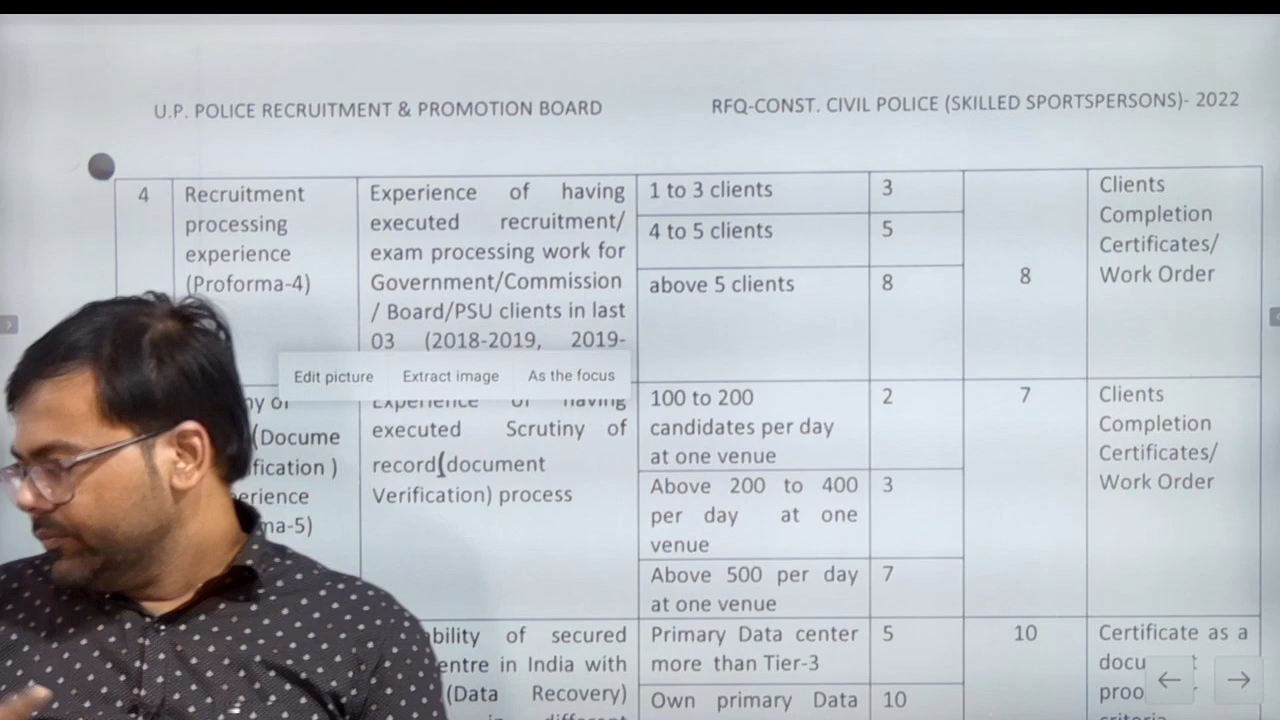 U.P. POLICE RECRUITMENT & PROMOTION BOARD
RFQ-CONST. CIVIL POLICE (SKILLED SPORTSPERSONS)- 2022
4
Recruitment
processing
experience
(Proforma-4)
Experience of having
executed recruitment/
exam processing work for
Government/Commission
/ Board/PSU clients in last
03 (2018-2019, 2019-
1 to 3 clients
3
4 to 5 clients
5
above 5 clients
8
8
Clients
Completion
Certificates/
Work Order
Edit picture
Extract image
As the focus
(Docume
fication )
erience
ma-5)
Experience of having
executed Scrutiny of
record(document
Verification) process
100 to 200
candidates per day
at one venue
2
Above 200 to 400
per day at one
venue
3
Above 500 per day
at one venue
7
7
Clients
Completion
Certificates/
Work Order
bility of secured
entre in India with
(Data Recovery)
Primary Data center
more than Tier-3
5
Own primary Data
10
10
Certificate as a
docu
proo